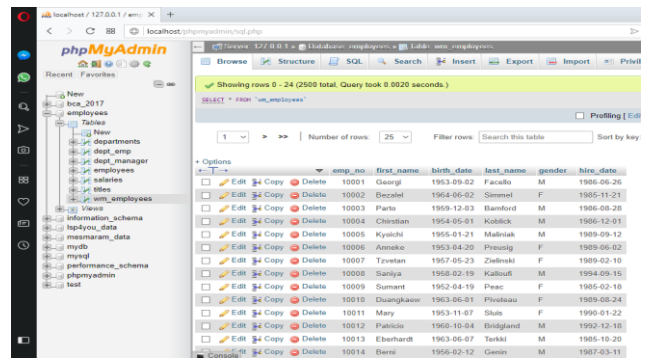 localhost / 127.0.0.1 / emp
localhost/phpmyadmin/sql.php
phpMyAdmin
Recent Favorites
New
bca_2017
employees
Tables
New
departments
dept_emp
dept_manager
employees
salaries
titles
wm_employees
Views
information_schema
lsp4you_data
mesmaram_data
mydb
mysql
performance_schema
phpmyadmin
test
Server: 127.0.0.1 » Database: employees » Table: wm_employees
Browse Structure SQL Search Insert Export Import Privil
Showing rows 0 - 24 (2500 total, Query took 0.0020 seconds.)
SELECT * FROM `wm_employees`
Profiling [ Edi
1 > >> Number of rows: 25 Filter rows: Search this table Sort by key
+ Options
emp_no first_name birth_date last_name gender hire_date
Edit Copy Delete 10001 Georgi 1953-09-02 Facello M 1986-06-26
Edit Copy Delete 10002 Bezalel 1964-06-02 Simmel F 1985-11-21
Edit Copy Delete 10003 Parto 1959-12-03 Bamford M 1986-08-28
Edit Copy Delete 10004 Chirstian 1954-05-01 Koblick M 1986-12-01
Edit Copy Delete 10005 Kyoichi 1955-01-21 Maliniak M 1989-09-12
Edit Copy Delete 10006 Anneke 1953-04-20 Preusig F 1989-06-02
Edit Copy Delete 10007 Tzvetan 1957-05-23 Zielinski F 1989-02-10
Edit Copy Delete 10008 Saniya 1958-02-19 Kalloufi M 1994-09-15
Edit Copy Delete 10009 Sumant 1952-04-19 Peac F 1985-02-18
Edit Copy Delete 10010 Duangkaew 1963-06-01 Piveteau F 1989-08-24
Edit Copy Delete 10011 Mary 1953-11-07 Sluis F 1990-01-22
Edit Copy Delete 10012 Patricio 1960-10-04 Bridgland M 1992-12-18
Edit Copy Delete 10013 Eberhardt 1963-06-07 Terkki M 1985-10-20
Console Edit Copy Delete 10014 Berni 1956-02-12 Genin M 1987-03-11